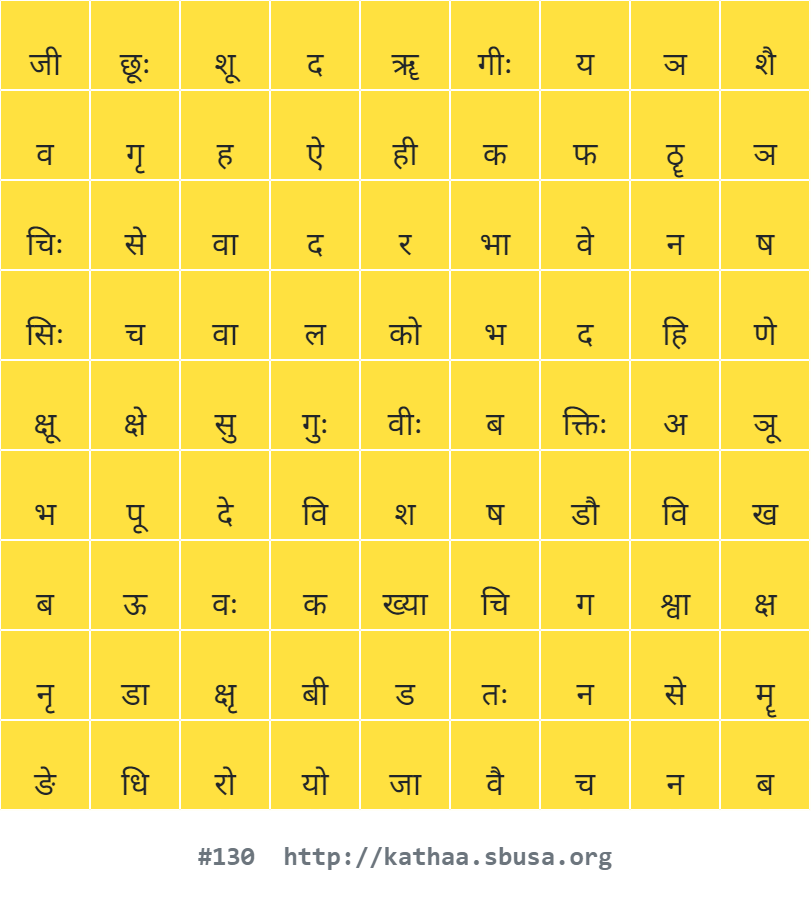 जी छूः शू द ॠ गीः य ञ शै
व गृ ह ऐ ही क फ ठॄ ञ
चिः से वा द र भा वे न ष
सिः च वा ल को भ द हि णे
क्षू क्षे सु गुः वीः ब क्तिः अ ञू
भ पू दे वि श ष डौ वि ख
ब ऊ वः क ख्या चि ग श्वा क्ष
नृ डा क्षृ बी ड तः न से मॄ
ङे धि रो यो जा वै च न ब
#130 http://kathaa.sbusa.org